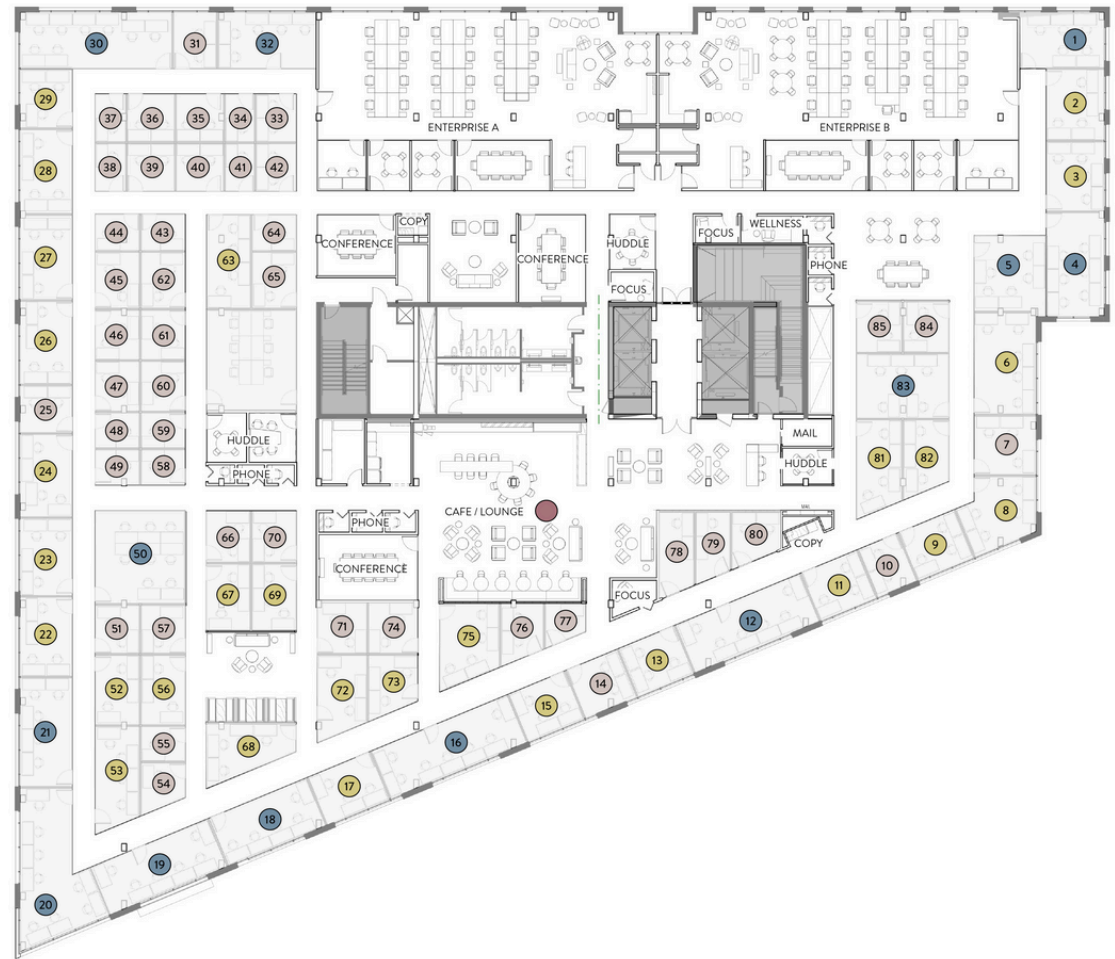 30 31 32 1
29 2
37 36 35 34 33
ENTERPRISE A ENTERPRISE B
38 39 40 41 42
28 3
COPY WELLNESS
44 43 64 FOCUS
CONFERENCE HUDDLE
27 63 CONFERENCE PHONE 5 4
45 62 65
FOCUS
46 61 85 84
26
6
47 60 83
25
48 59 MAIL
HUDDLE 7
49 58 HUDDLE 81 82
24 PHONE
CAFE / LOUNGE 8
PHONE
66 70 78 79 80 COPY 9
50
23 CONFERENCE 10
11
67 69 FOCUS
51 57 71 74 75 76 77 12
22
13
52 56 72 73 14
15
21 55 68 16
53
54 17
18
19
20